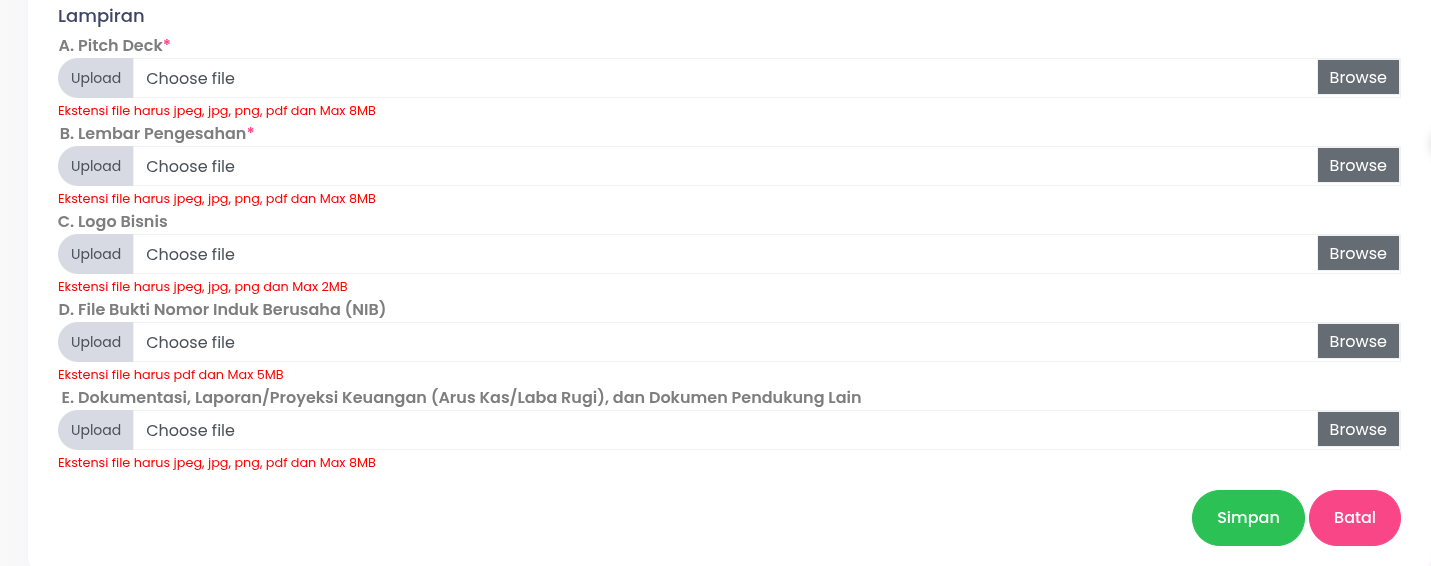 Lampiran
A. Pitch Deck*
Upload Choose file Browse
Ekstensi file harus jpeg, jpg, png, pdf dan Max 8MB
B. Lembar Pengesahan*
Upload Choose file Browse
Ekstensi file harus jpeg, jpg, png, pdf dan Max 8MB
C. Logo Bisnis
Upload Choose file Browse
Ekstensi file harus jpeg, jpg, png dan Max 2MB
D. File Bukti Nomor Induk Berusaha (NIB)
Upload Choose file Browse
Ekstensi file harus pdf dan Max 5MB
E. Dokumentasi, Laporan/Proyeksi Keuangan (Arus Kas/Laba Rugi), dan Dokumen Pendukung Lain
Upload Choose file Browse
Ekstensi file harus jpeg, jpg, png, pdf dan Max 8MB
Simpan Batal